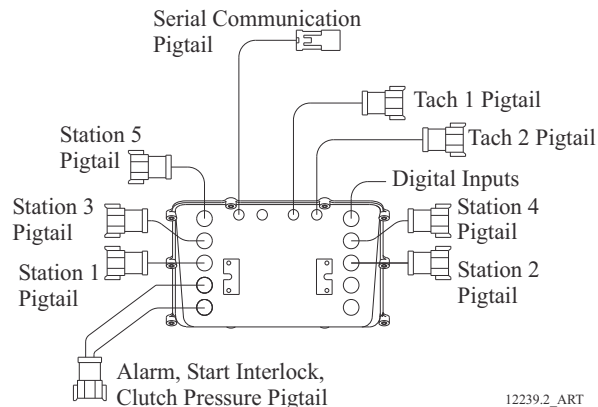 Serial Communication
Pigtail
Tach 1 Pigtail
Tach 2 Pigtail
Station 5
Pigtail
Digital Inputs
Station 3
Pigtail
Station 4
Pigtail
Station 1
Pigtail
Station 2
Pigtail
Alarm, Start Interlock,
Clutch Pressure Pigtail
12239.2_ART